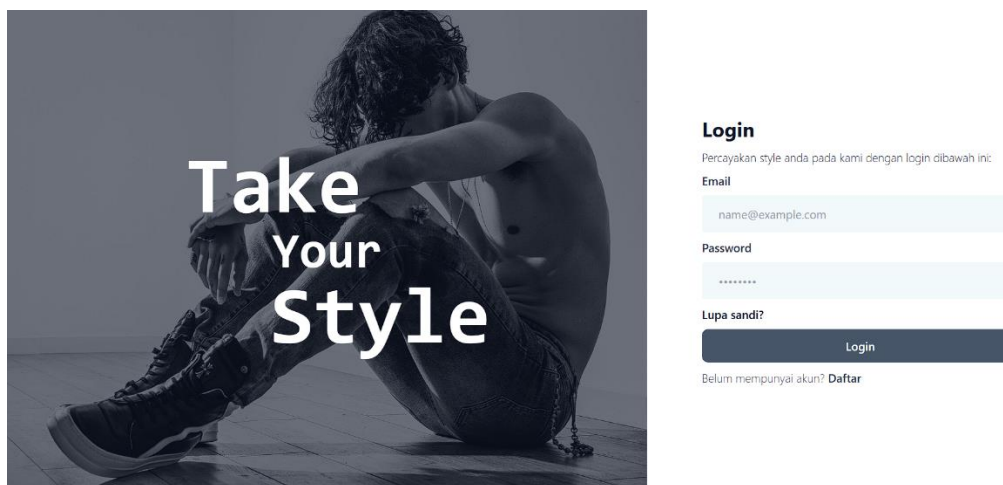 Take
Your
Style
Login
Percayakan style anda pada kami dengan login dibawah ini:
Email
name@example.com
Password
••••••••
Lupa sandi?
Login
Belum mempunyai akun? Daftar